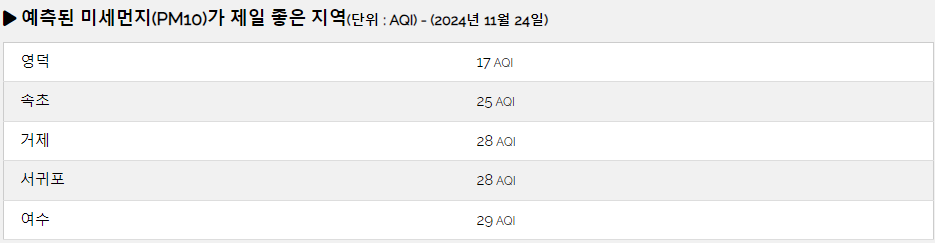 ▶ 예측된 미세먼지(PM10)가 제일 좋은 지역(단위 : AQI) - (2024년 11월 24일)
영덕 17 AQI
속초 25 AQI
거제 28 AQI
서귀포 28 AQI
여수 29 AQI